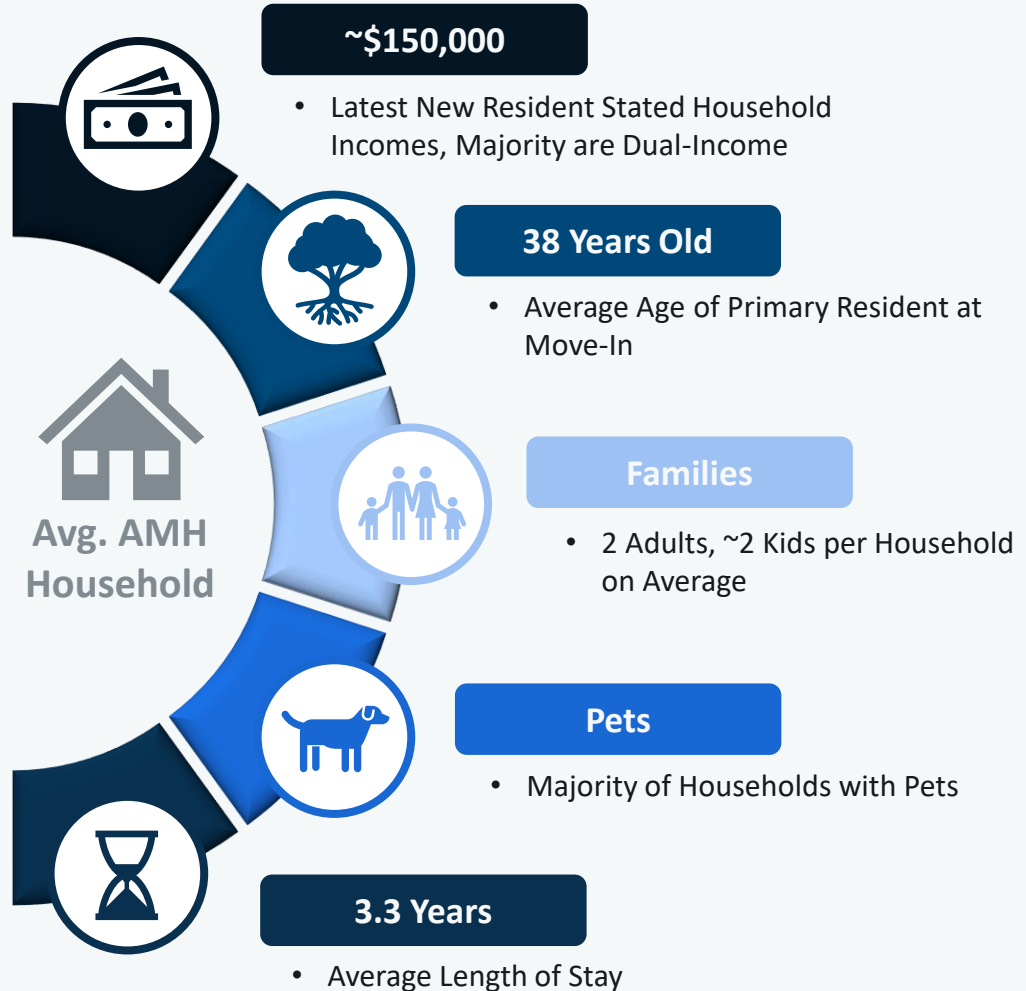 ~$150,000
• Latest New Resident Stated Household
Incomes, Majority are Dual-Income
38 Years Old
• Average Age of Primary Resident at
Move-In
Avg. AMH
Household
Families
• 2 Adults, ~2 Kids per Household
on Average
Pets
• Majority of Households with Pets
3.3 Years
• Average Length of Stay